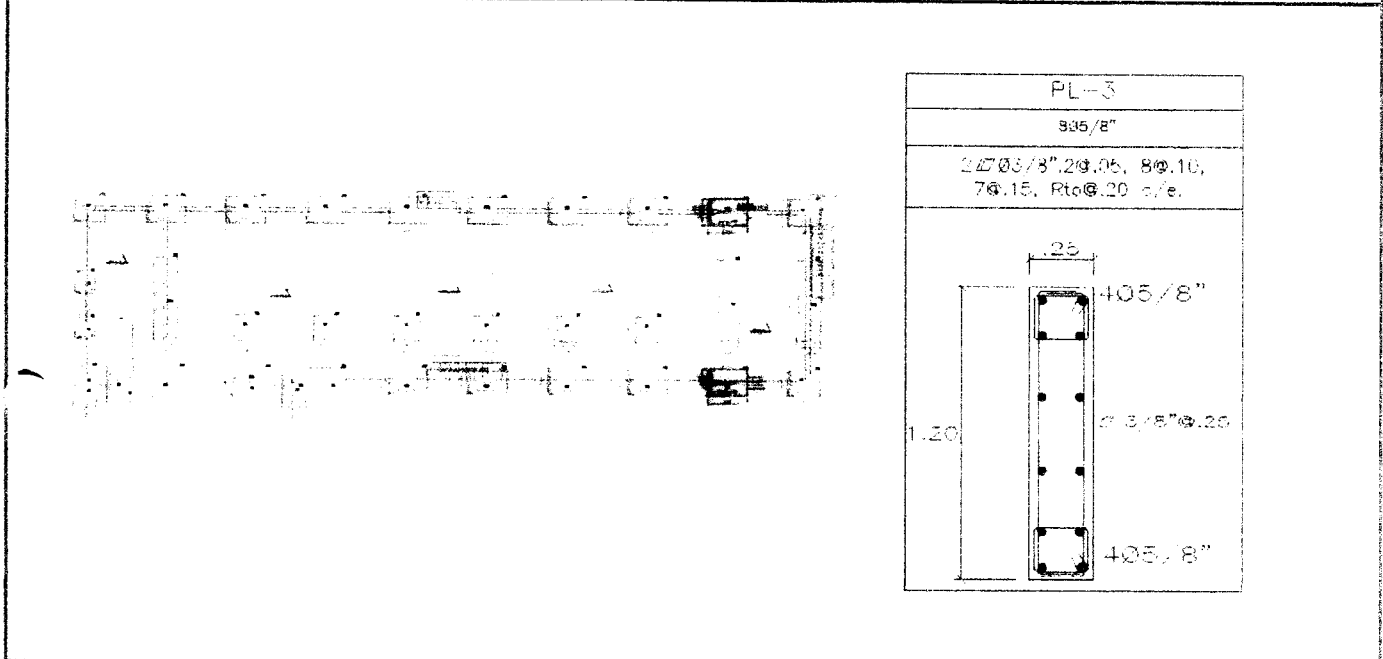 PL-3
8Ø5/8"
2 Ø3/8", 2@.05, 8@.10,
7@.15, Rto@.20 c/e.
.25
4Ø5/8"
1.20
3/8"@.25
4Ø5/8"